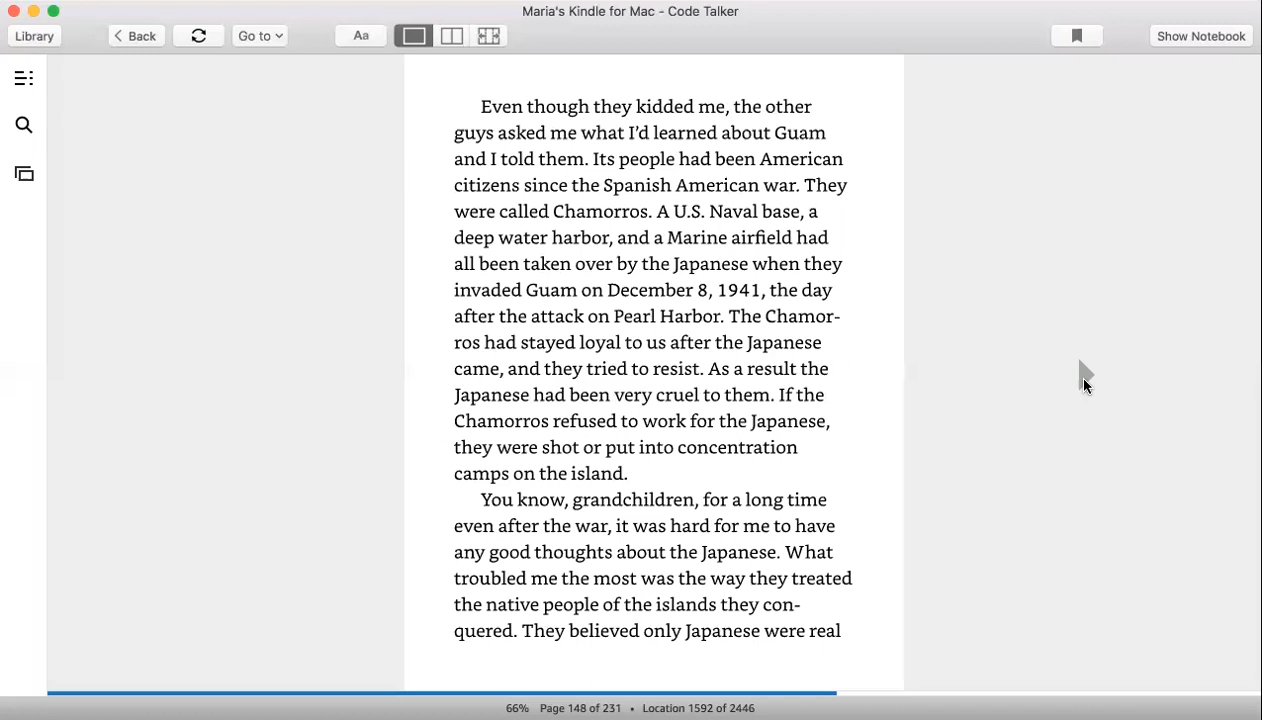 Maria's Kindle for Mac - Code Talker
Library Back Go to Aa Show Notebook
Even though they kidded me, the other
guys asked me what I’d learned about Guam
and I told them. Its people had been American
citizens since the Spanish American war. They
were called Chamorros. A U.S. Naval base, a
deep water harbor, and a Marine airfield had
all been taken over by the Japanese when they
invaded Guam on December 8, 1941, the day
after the attack on Pearl Harbor. The Chamor-
ros had stayed loyal to us after the Japanese
came, and they tried to resist. As a result the
Japanese had been very cruel to them. If the
Chamorros refused to work for the Japanese,
they were shot or put into concentration
camps on the island.
You know, grandchildren, for a long time
even after the war, it was hard for me to have
any good thoughts about the Japanese. What
troubled me the most was the way they treated
the native people of the islands they con-
quered. They believed only Japanese were real
66% Page 148 of 231 • Location 1592 of 2446